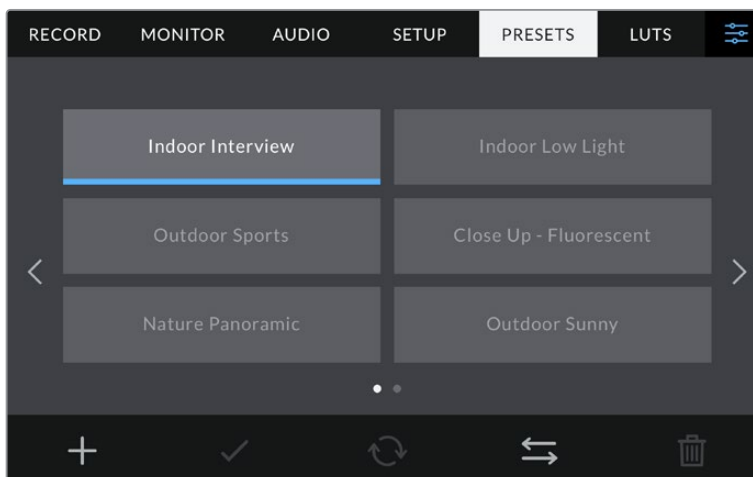 RECORD MONITOR AUDIO SETUP PRESETS LUTS
Indoor Interview Indoor Low Light
Outdoor Sports Close Up - Fluorescent
Nature Panoramic Outdoor Sunny